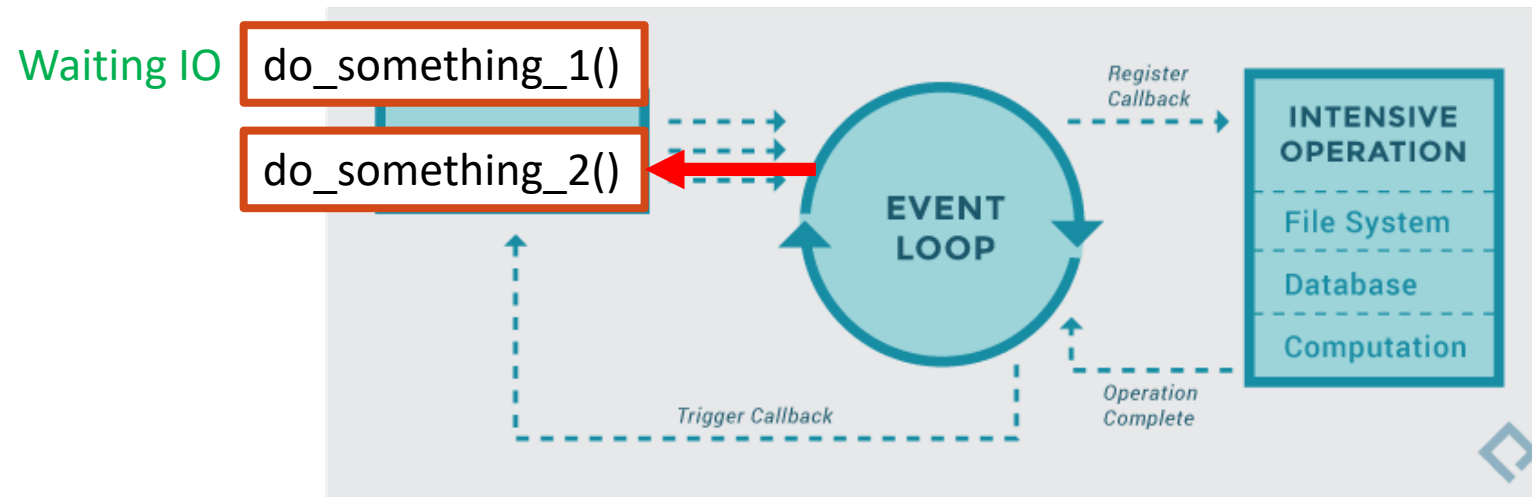 Waiting IO
do_something_1()
do_something_2()
EVENT
LOOP
Register
Callback
INTENSIVE
OPERATION
File System
Database
Computation
Operation
Complete
Trigger Callback